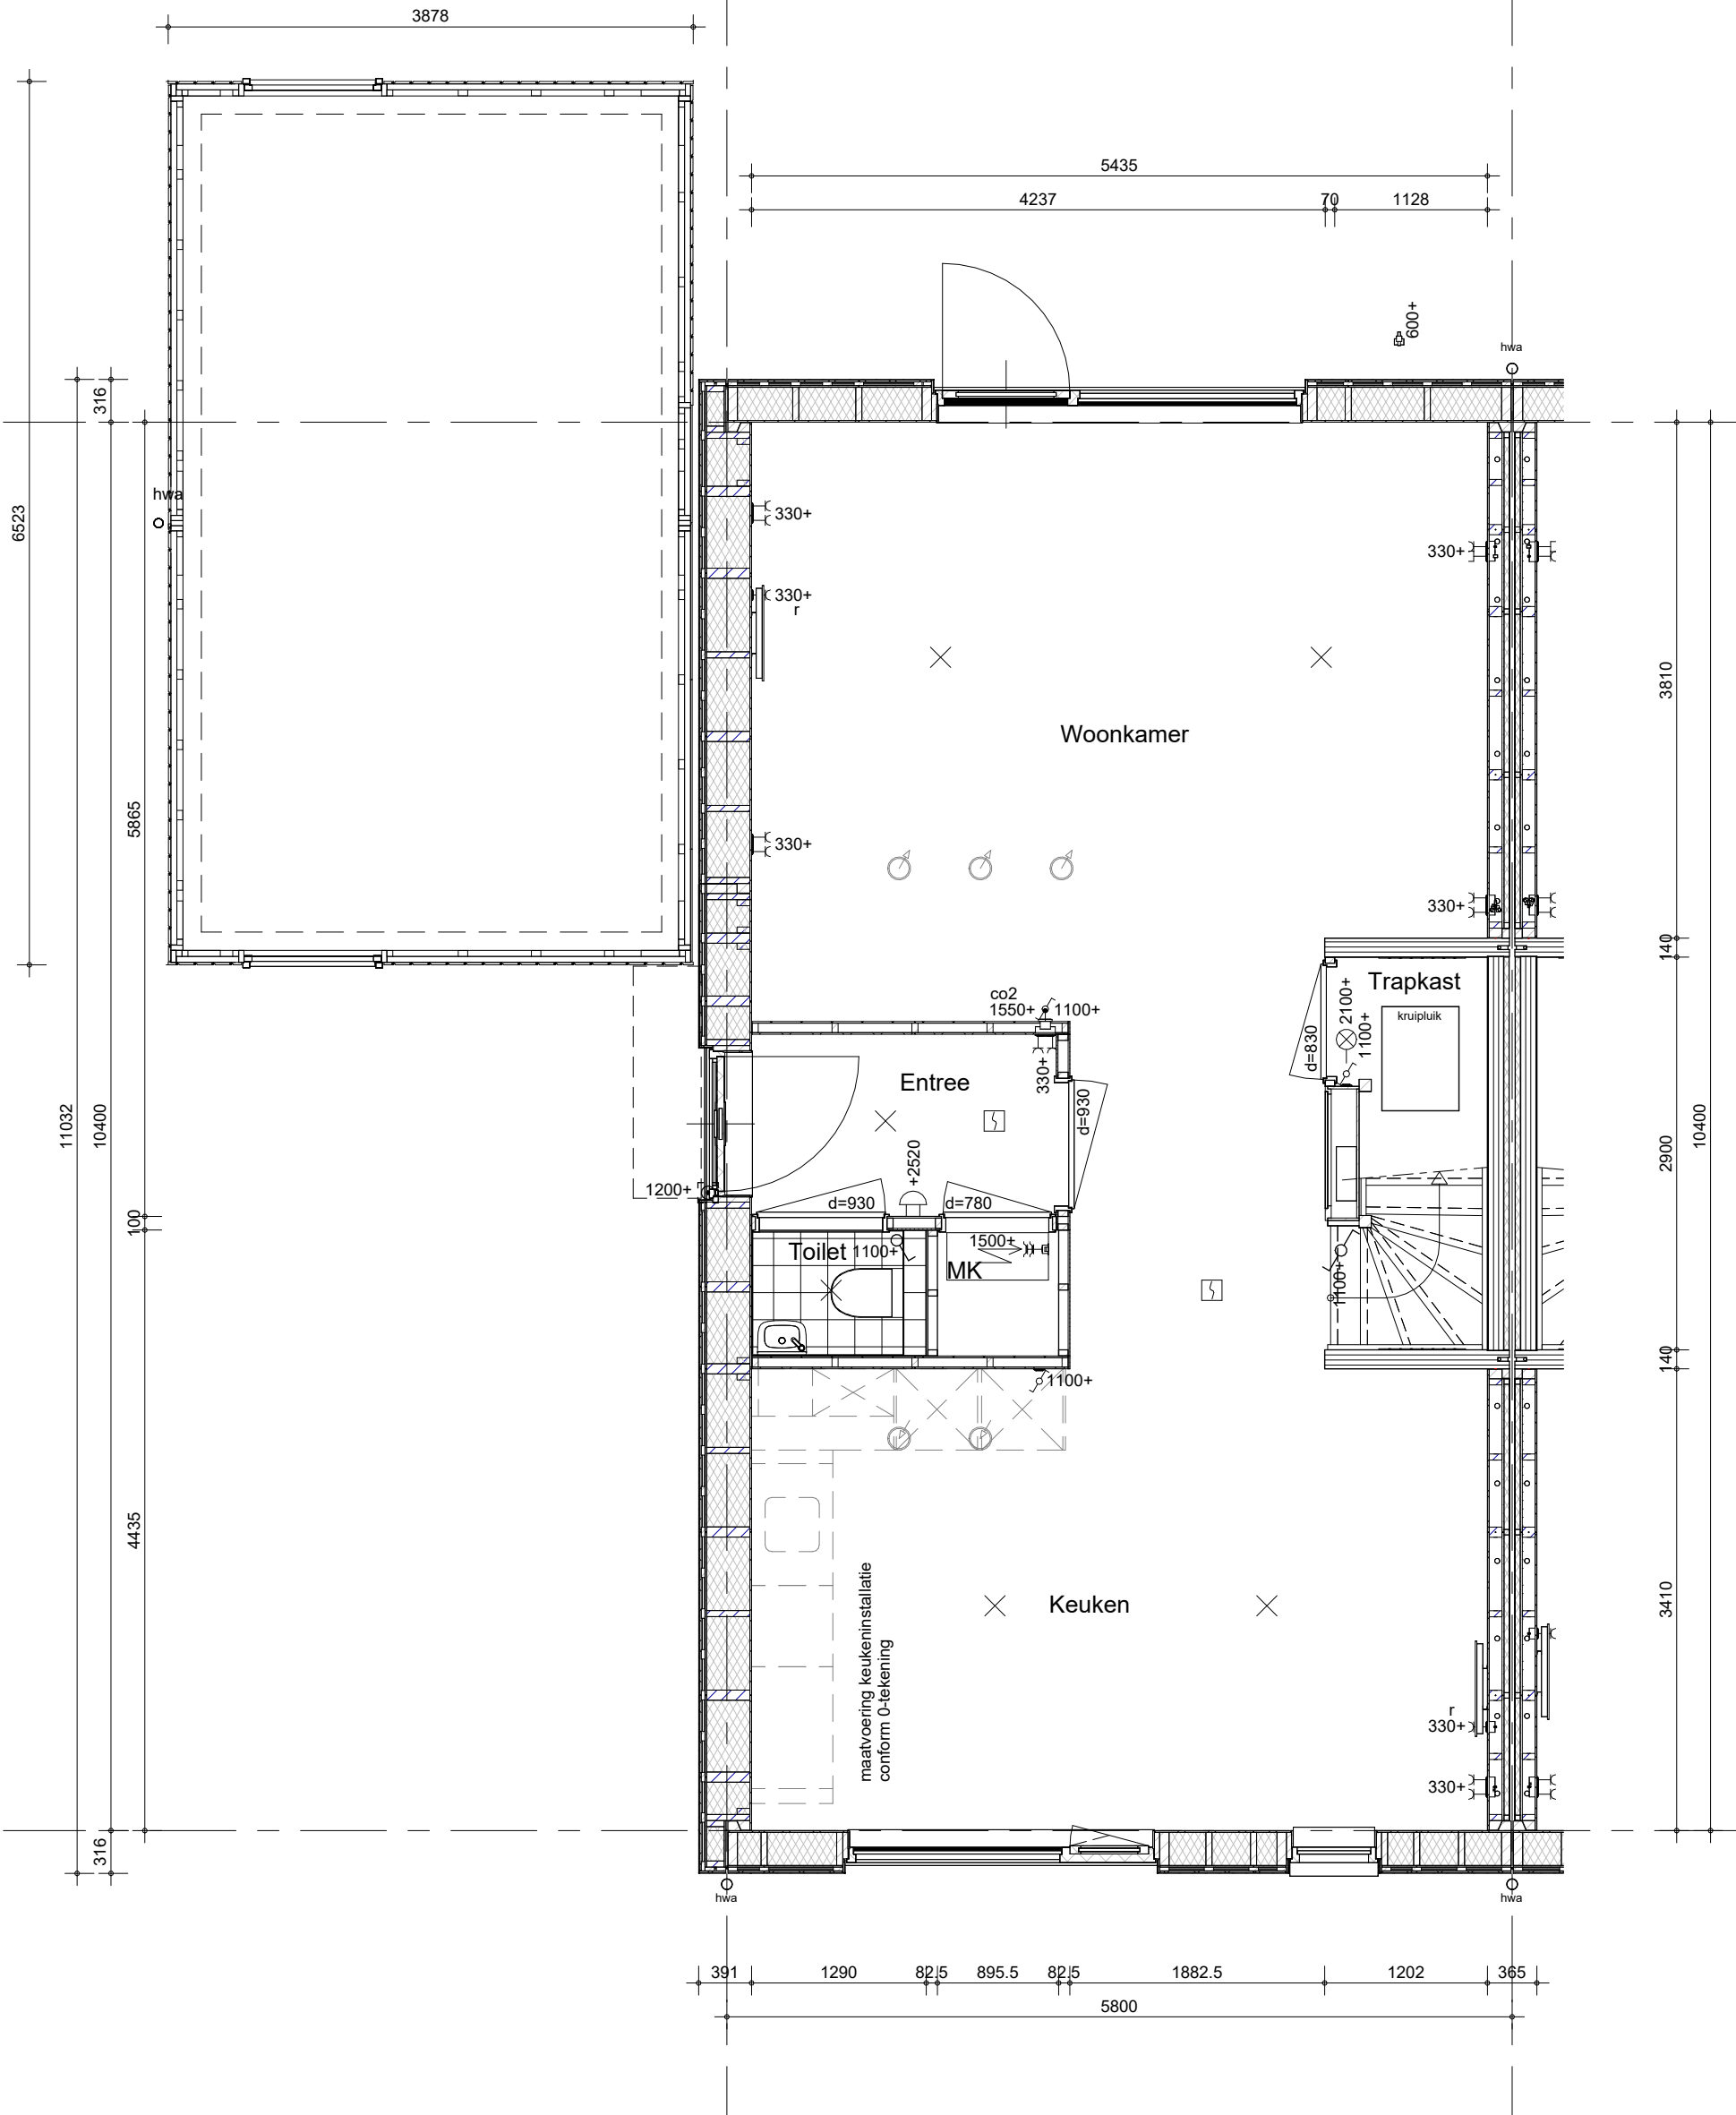 3878
5435
4237
70
1128
600+
hwa
316
hwa
6523
330+
330+
330+
r
3810
Woonkamer
5865
330+
330+
140
Trapkast
co2
1550+
1100+
2100+
kruipluik
1100+
d=830
330+
Entree
d=930
11032
10400
2900
10400
+2520
1200+
d=930
d=780
100
Toilet
1100+
1500+
MK
1100+
140
1100+
4435
maatvoering keukeninstallatie
conform 0-tekening
Keuken
3410
r
330+
330+
316
hwa
hwa
391
1290
82.5
895.5
82.5
1882.5
1202
365
5800